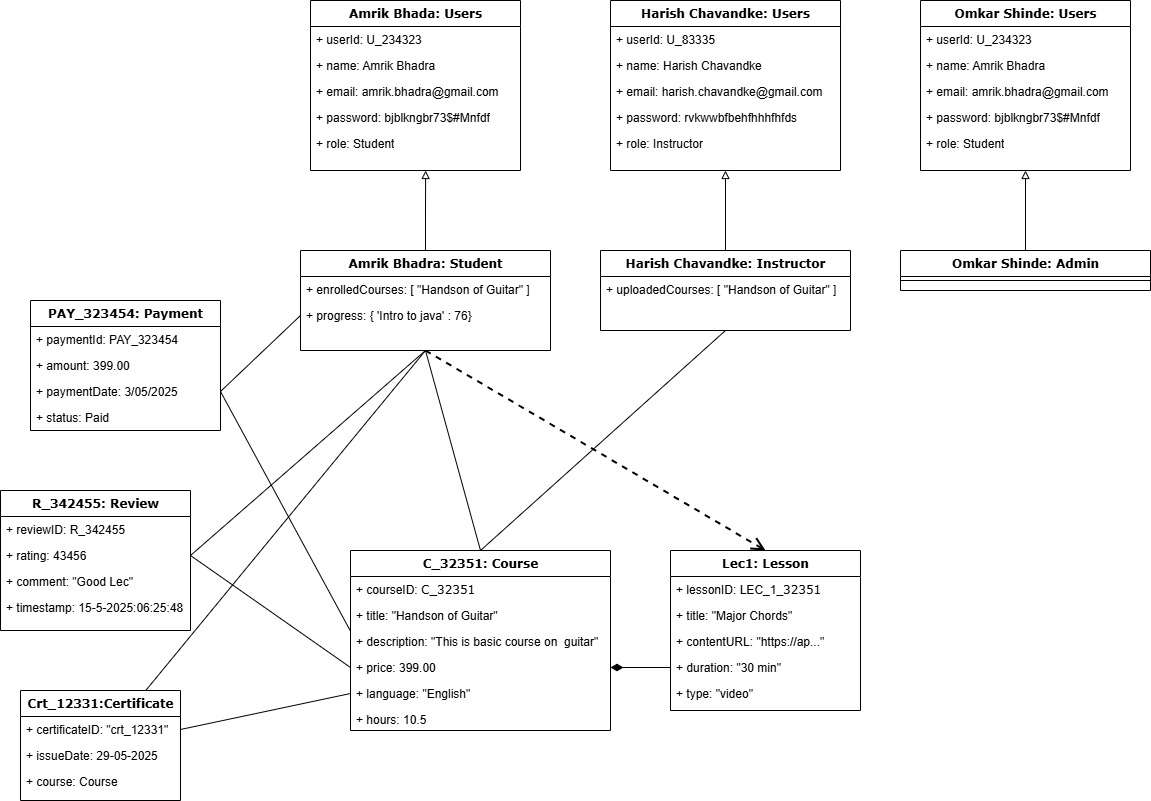 Amrik Bhada: Users
+ userId: U_234323
+ name: Amrik Bhadra
+ email: amrik.bhadra@gmail.com
+ password: bjblkngbr73$#Mnfdf
+ role: Student
Harish Chavandke: Users
+ userId: U_83335
+ name: Harish Chavandke
+ email: harish.chavandke@gmail.com
+ password: rvkwwbfbehfhhhfhfds
+ role: Instructor
Omkar Shinde: Users
+ userId: U_234323
+ name: Amrik Bhadra
+ email: amrik.bhadra@gmail.com
+ password: bjblkngbr73$#Mnfdf
+ role: Student
Amrik Bhadra: Student
+ enrolledCourses: [ "Handson of Guitar" ]
+ progress: { 'Intro to java' : 76}
Harish Chavandke: Instructor
+ uploadedCourses: [ "Handson of Guitar" ]
Omkar Shinde: Admin
PAY_323454: Payment
+ paymentId: PAY_323454
+ amount: 399.00
+ paymentDate: 3/05/2025
+ status: Paid
R_342455: Review
+ reviewID: R_342455
+ rating: 43456
+ comment: "Good Lec"
+ timestamp: 15-5-2025:06:25:48
C_32351: Course
+ courseID: C_32351
+ title: "Handson of Guitar"
+ description: "This is basic course on  guitar"
+ price: 399.00
+ language: "English"
+ hours: 10.5
Lec1: Lesson
+ lessonID: LEC_1_32351
+ title: "Major Chords"
+ contentURL: "https://ap..."
+ duration: "30 min"
+ type: "video"
Crt_12331:Certificate
+ certificateID: "crt_12331"
+ issueDate: 29-05-2025
+ course: Course